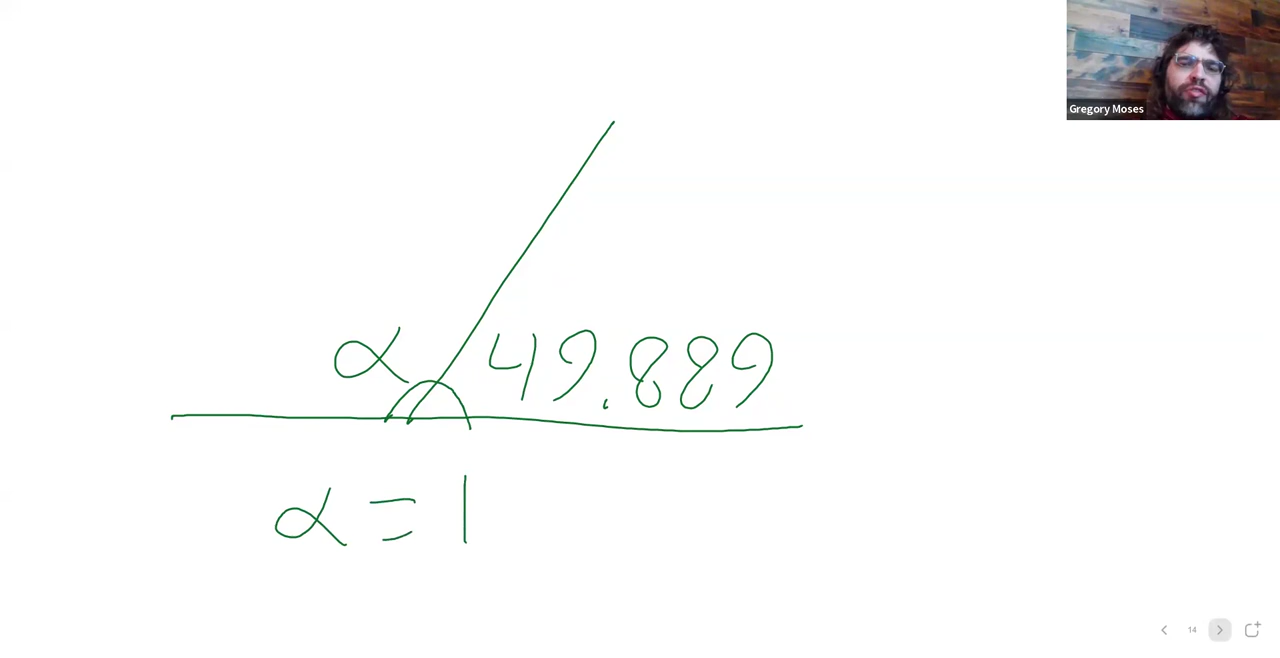 Gregory Moses
α 49.889
α = 1
14